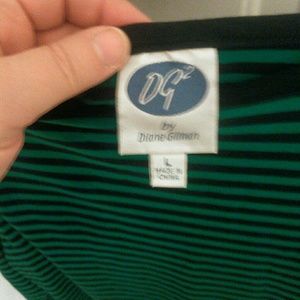 DG²
by
Diane Gilman
L
MADE IN
CHINA